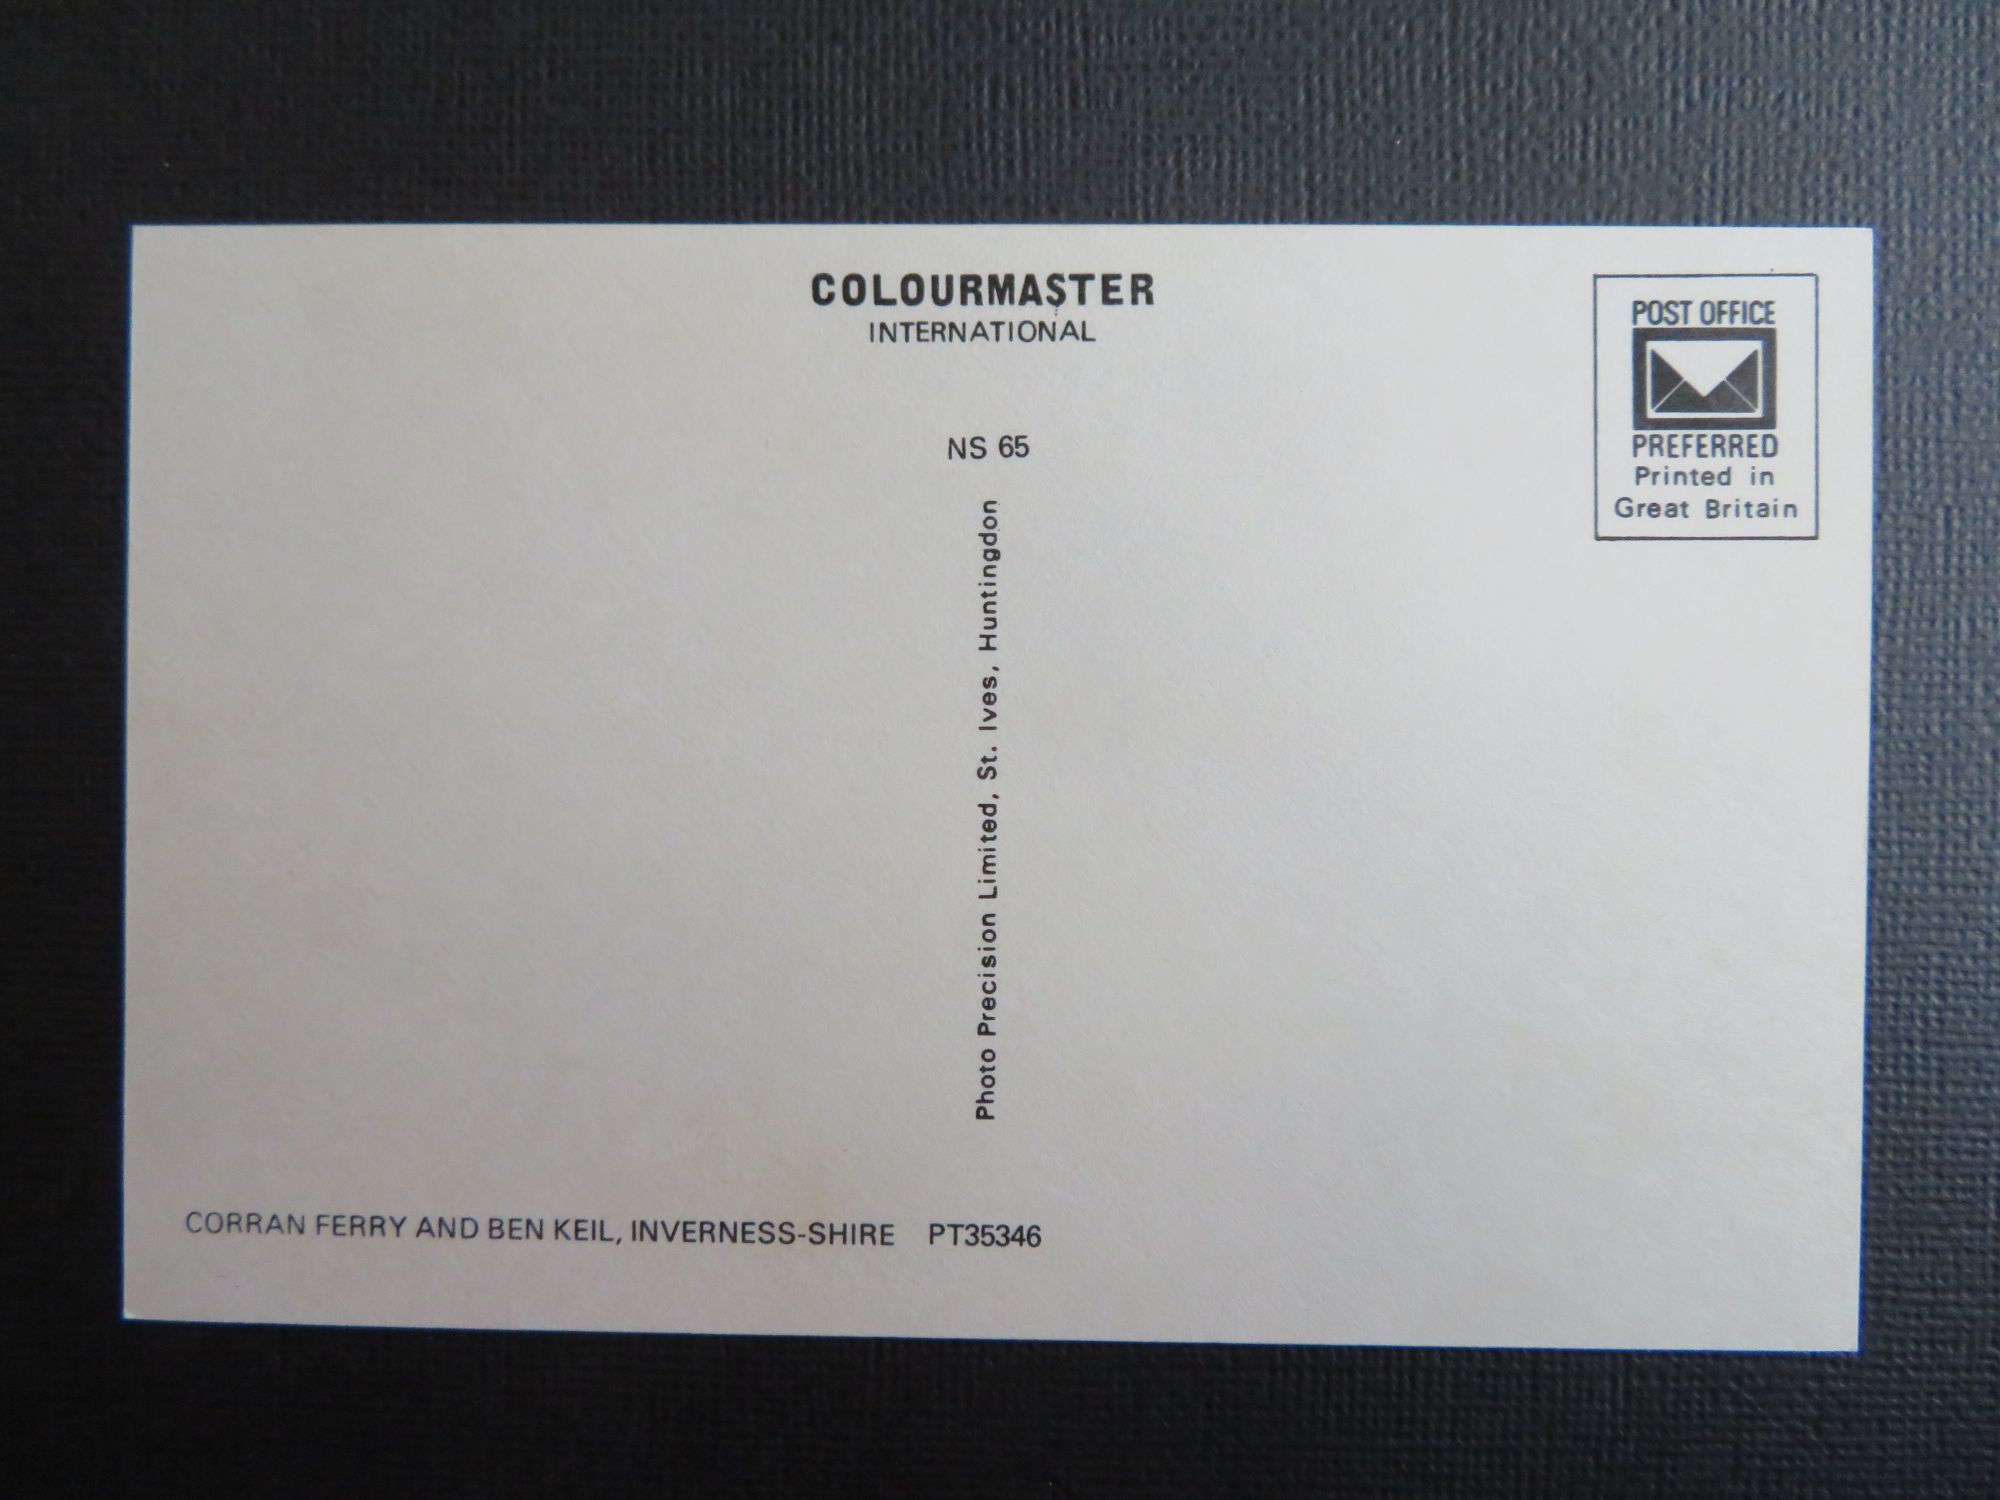 COLOURMASTER
INTERNATIONAL
POST OFFICE
PREFERRED
Printed in
Great Britain
NS 65
Photo Precision Limited, St. Ives, Huntingdon
CORRAN FERRY AND BEN KEIL, INVERNESS-SHIRE PT35346